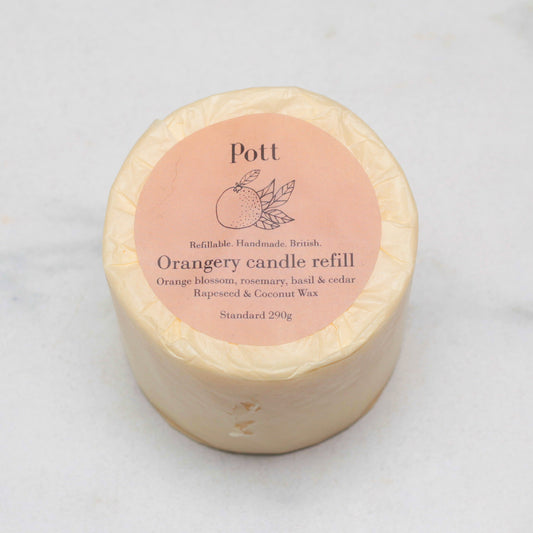 Pott
Refillable. Handmade. British.
Orangery candle refill
Orange blossom, rosemary, basil & cedar
Rapeseed & Coconut Wax
Standard 290g